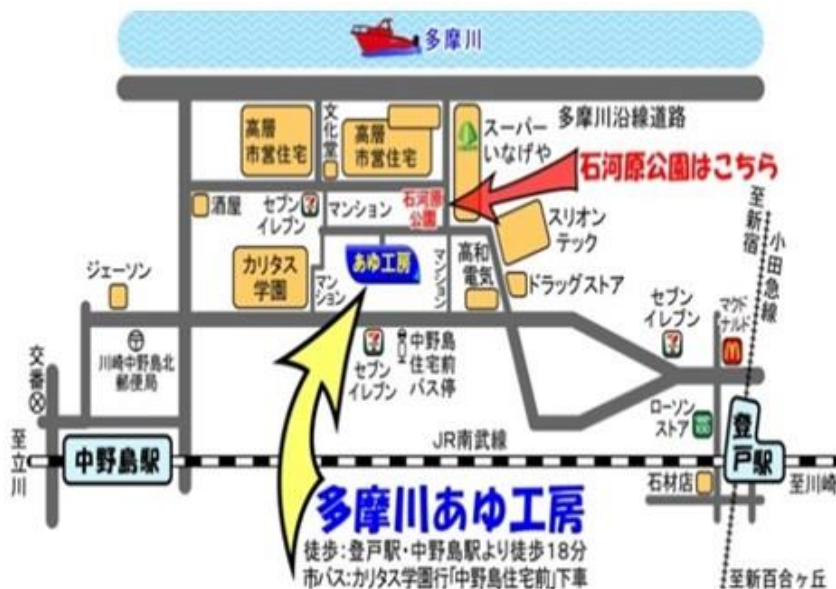 多摩川
多摩川沿線道路
高層
市営住宅
文化堂
高層
市営住宅
スーパー
いなげや
石河原公園はこちら
酒屋
セブン
イレブン
マンション
石河原
公園
スリオン
テック
至新宿
小田急線
ジェーソン
カリタス
学園
マンション
あゆ工房
マンション
高和
電気
ドラッグストア
セブン
イレブン
マクド
ナルド
交番
川崎中野島北
郵便局
セブン
イレブン
中野島
住宅前
バス停
ローソン
ストア
100
至立川
中野島駅
JR南武線
登戸駅
至川崎
石材店
多摩川あゆ工房
徒歩:登戸駅・中野島駅より徒歩18分
市バス:カリタス学園行「中野島住宅前」下車
至新百合ヶ丘